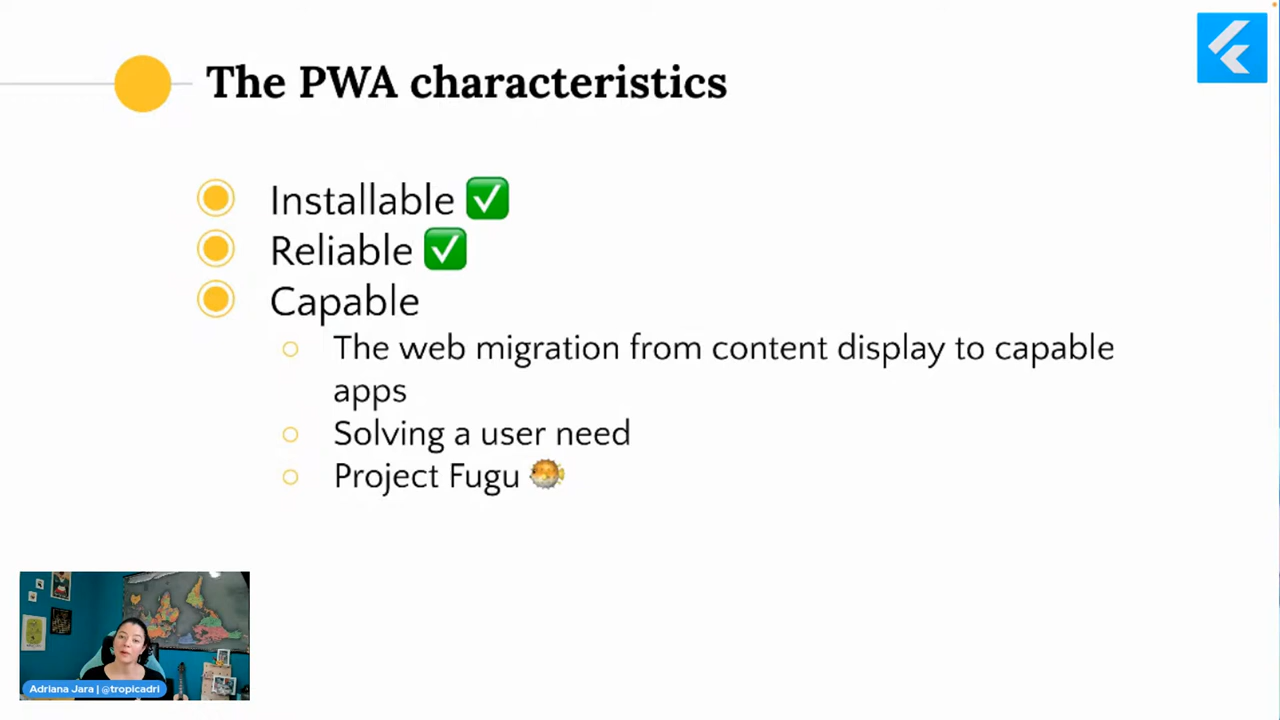 The PWA characteristics
Installable ✅
Reliable ✅
Capable
The web migration from content display to capable
apps
Solving a user need
Project Fugu 🐡
Adriana Jara | @tropicadri